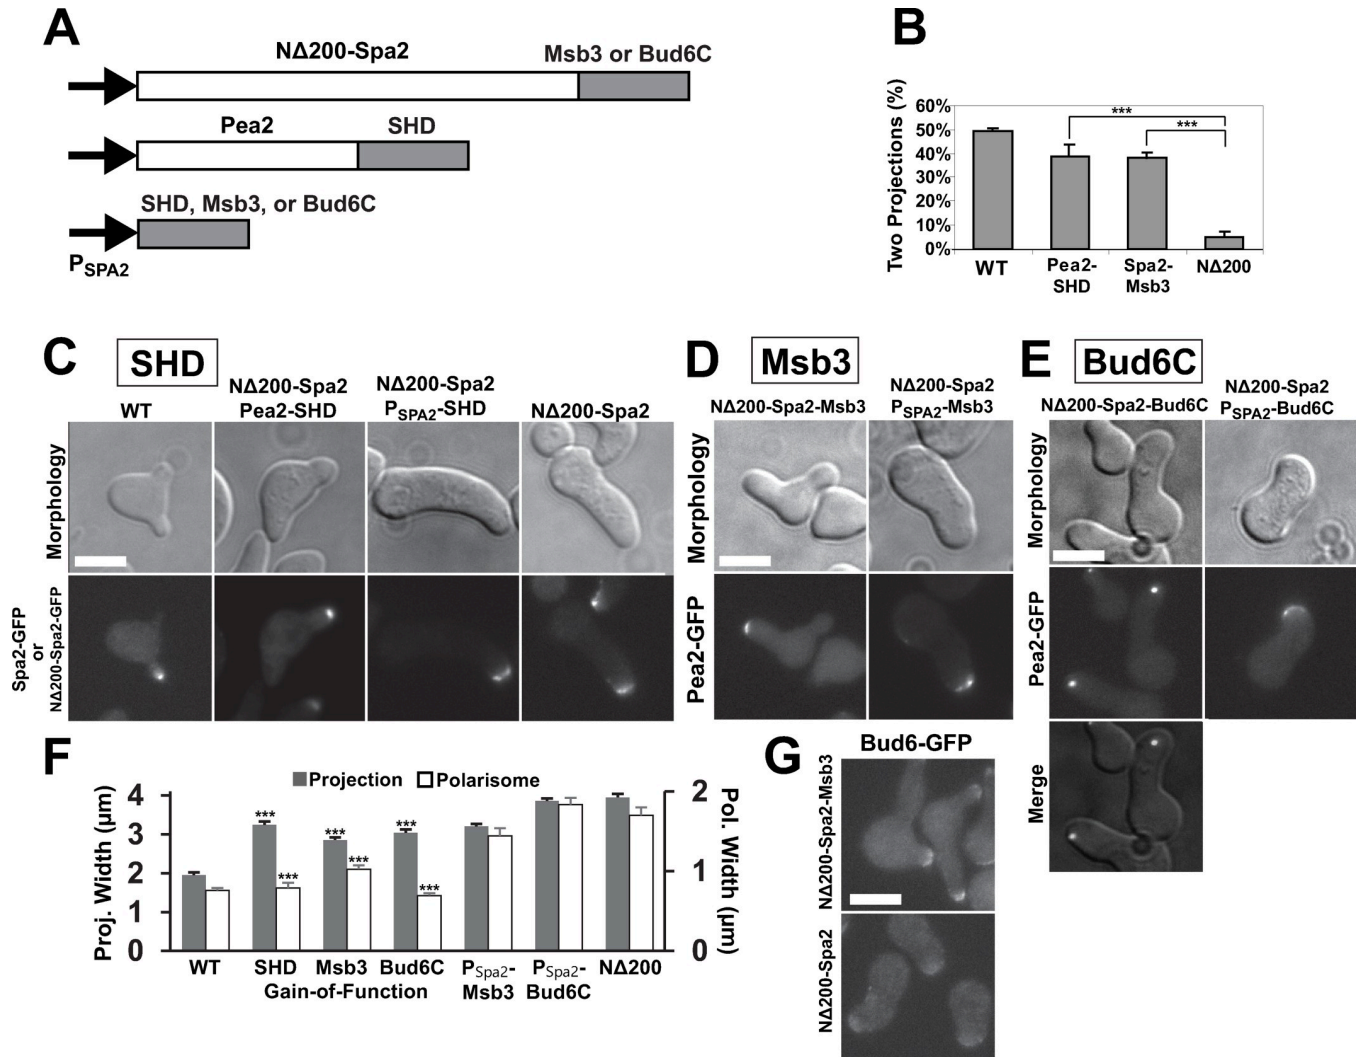 A
NΔ200-Spa2
Msb3 or Bud6C
Pea2
SHD
SHD, Msb3, or Bud6C
PSPA2
B
Two Projections (%)
60%
50%
40%
30%
20%
10%
0%
***
***
WT
Pea2-
SHD
Spa2-
Msb3
NΔ200
C
SHD
WT
NΔ200-Spa2
Pea2-SHD
NΔ200-Spa2
PSPA2-SHD
NΔ200-Spa2
Morphology
Spa2-GFP
or
NΔ200-Spa2-GFP
D
Msb3
NΔ200-Spa2-Msb3
NΔ200-Spa2
PSPA2-Msb3
Morphology
Pea2-GFP
E
Bud6C
NΔ200-Spa2-Bud6C
NΔ200-Spa2
PSPA2-Bud6C
Morphology
Pea2-GFP
Merge
F
Projection
Polarisome
Proj. Width (µm)
4
3
2
1
0
***
***
***
***
***
***
2
1
0
Pol. Width (µm)
WT
SHD
Msb3
Bud6C
Gain-of-Function
PSpa2-
Msb3
PSpa2-
Bud6C
NΔ200
G
Bud6-GFP
NΔ200-Spa2-Msb3
NΔ200-Spa2